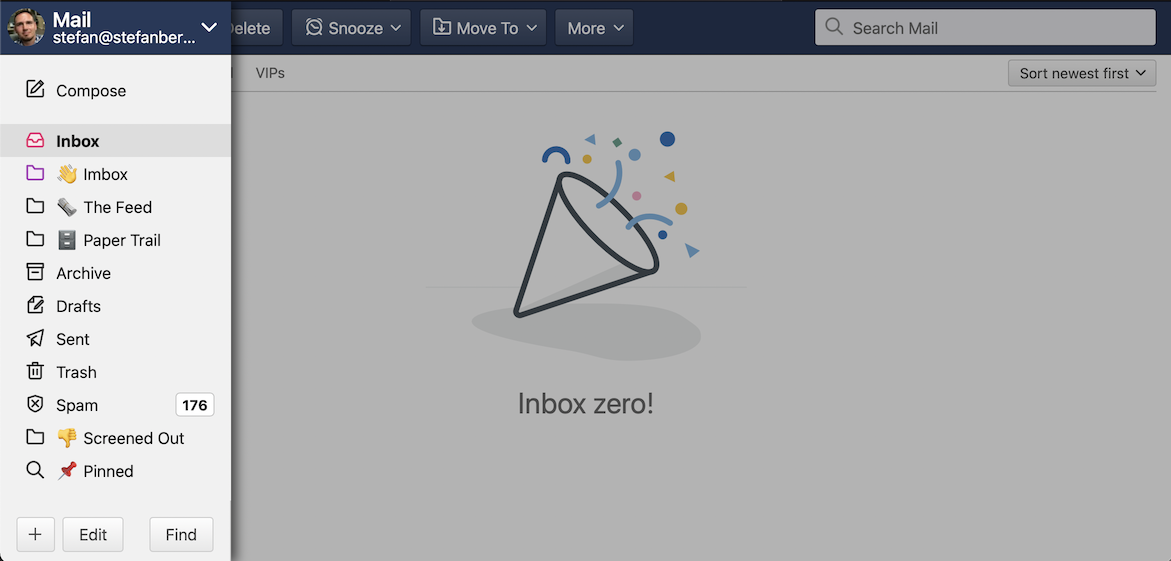 Mail
stefan@stefanber...
Delete
Snooze
Move To
More
Search Mail
VIPs
Sort newest first
Compose
Inbox
Imbox
The Feed
Paper Trail
Archive
Drafts
Sent
Trash
Spam
176
Screened Out
Pinned
+
Edit
Find
Inbox zero!